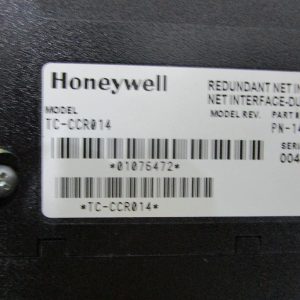 Honeywell
REDUNDANT NET IN
NET INTERFACE-DU
MODEL
MODEL REV.
PART #
TC-CCR014
PN-14
SERI
004
*01076472*
*TC-CCR014*